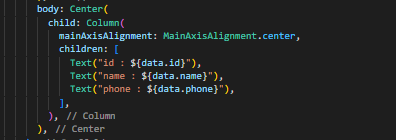 body: Center(
child: Column(
mainAxisAlignment: MainAxisAlignment.center,
children: [
Text("id : ${data.id}"),
Text("name : ${data.name}"),
Text("phone : ${data.phone}"),
],
), // Column
), // Center